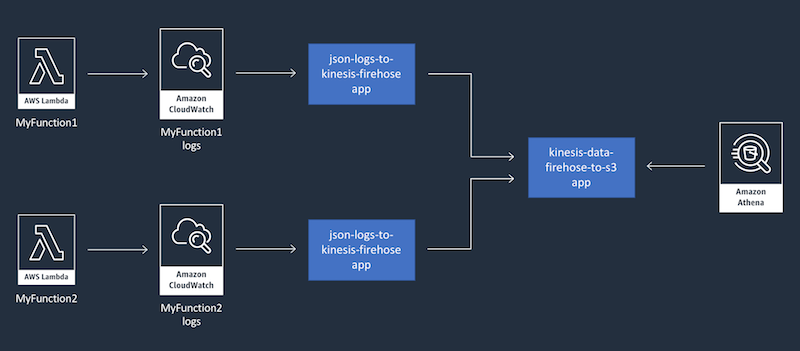 AWS Lambda
MyFunction1
Amazon
CloudWatch
MyFunction1
logs
json-logs-to-
kinesis-firehose
app
AWS Lambda
MyFunction2
Amazon
CloudWatch
MyFunction2
logs
json-logs-to-
kinesis-firehose
app
kinesis-data-
firehose-to-s3
app
Amazon
Athena